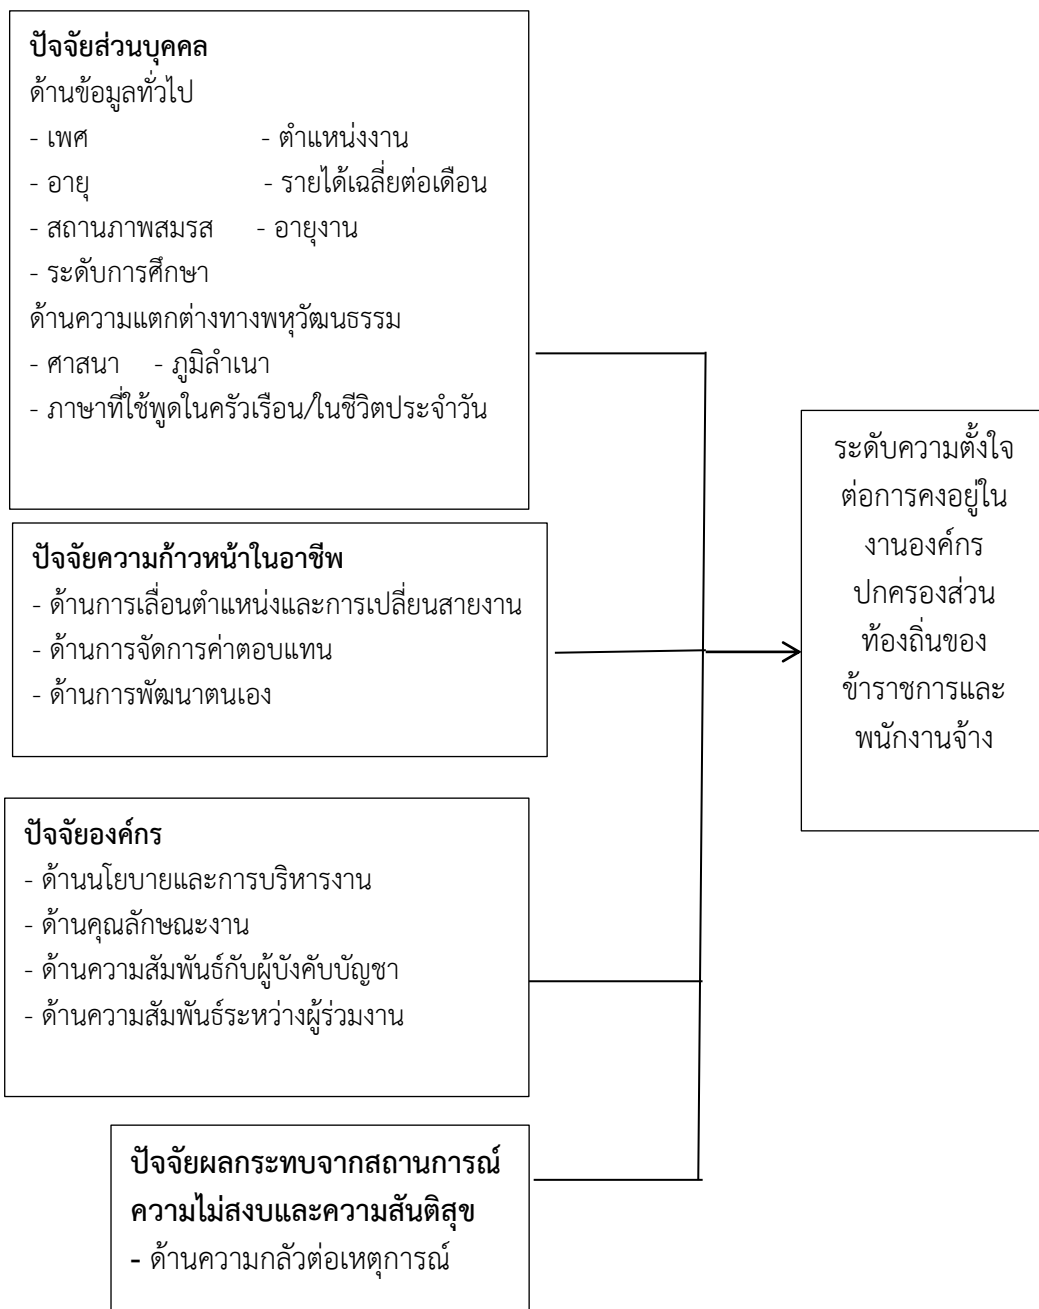 ปัจจัยส่วนบุคคล
ด้านข้อมูลทั่วไป
- เพศ - ตำแหน่งงาน
- อายุ - รายได้เฉลี่ยต่อเดือน
- สถานภาพสมรส - อายุงาน
- ระดับการศึกษา
ด้านความแตกต่างทางพหุวัฒนธรรม
- ศาสนา - ภูมิลำเนา
- ภาษาที่ใช้พูดในครัวเรือน/ในชีวิตประจำวัน
ปัจจัยความก้าวหน้าในอาชีพ
- ด้านการเลื่อนตำแหน่งและการเปลี่ยนสายงาน
- ด้านการจัดการค่าตอบแทน
- ด้านการพัฒนาตนเอง
ปัจจัยองค์กร
- ด้านนโยบายและการบริหารงาน
- ด้านคุณลักษณะงาน
- ด้านความสัมพันธ์กับผู้บังคับบัญชา
- ด้านความสัมพันธ์ระหว่างผู้ร่วมงาน
ปัจจัยผลกระทบจากสถานการณ์
ความไม่สงบและความสันติสุข
- ด้านความกลัวต่อเหตุการณ์
ระดับความตั้งใจ
ต่อการคงอยู่ใน
งานองค์กร
ปกครองส่วน
ท้องถิ่นของ
ข้าราชการและ
พนักงานจ้าง